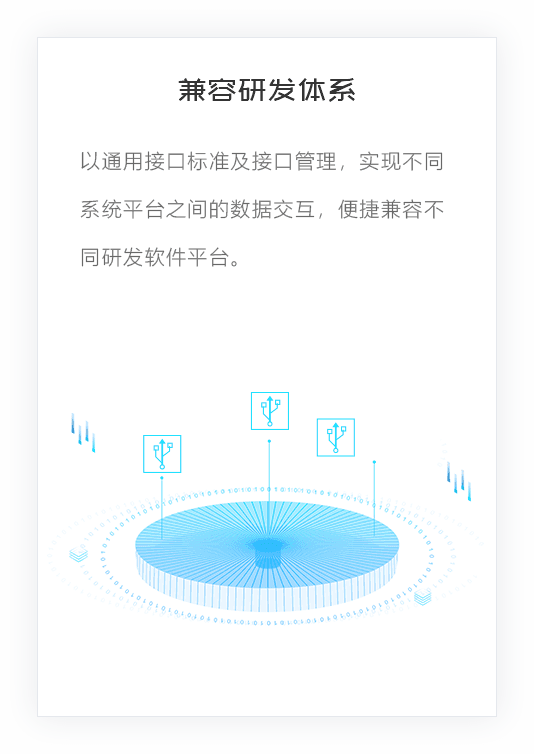 兼容研发体系
以通用接口标准及接口管理，实现不同
系统平台之间的数据交互，便捷兼容不
同研发软件平台。